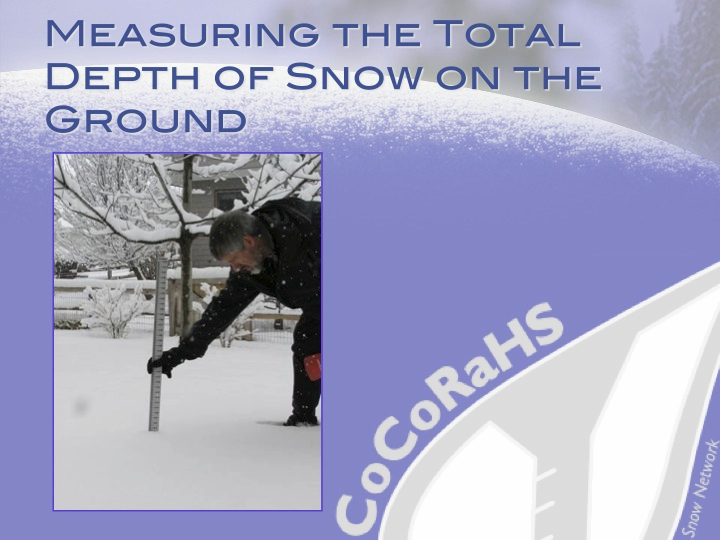 Measuring the Total
Depth of Snow on the
Ground
CoCoRaHS
Snow Network